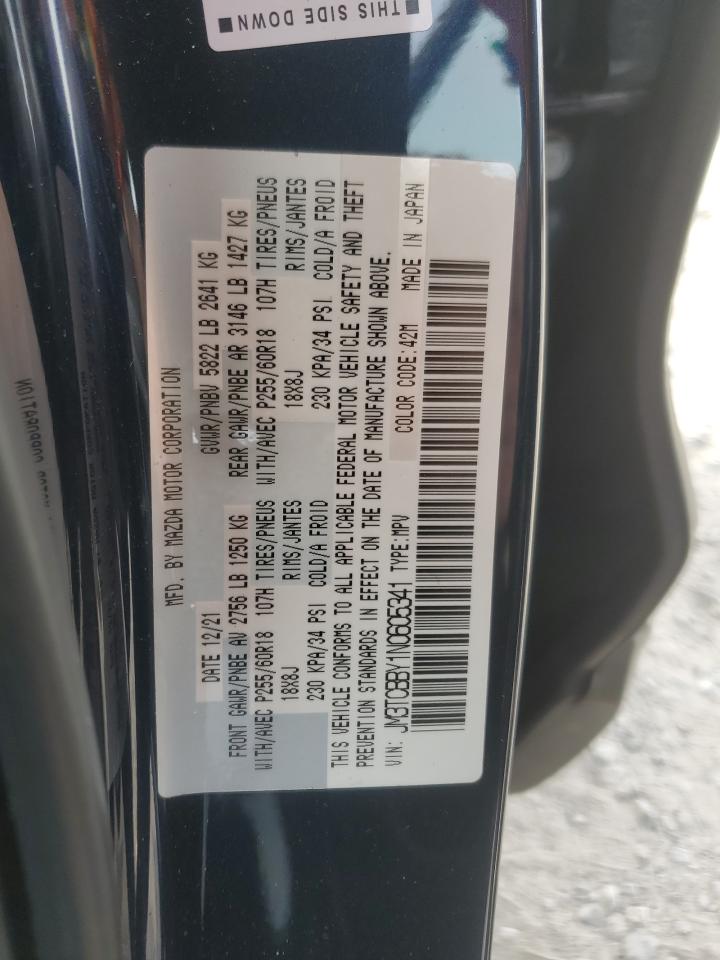 THIS SIDE DOWN
MFD. BY MAZDA MOTOR CORPORATION
DATE 12/21 GVWR/PNBV 5822 LB 2641 KG
FRONT GAWR/PNBE AV 2756 LB 1250 KG REAR GAWR/PNBE AR 3146 LB 1427 KG
WITH/AVEC P255/60R18 107H TIRES/PNEUS WITH/AVEC P255/60R18 107H TIRES/PNEUS
18X8J RIMS/JANTES 18X8J RIMS/JANTES
230 KPA/34 PSI COLD/A FROID 230 KPA/34 PSI COLD/A FROID
THIS VEHICLE CONFORMS TO ALL APPLICABLE FEDERAL MOTOR VEHICLE SAFETY AND THEFT
PREVENTION STANDARDS IN EFFECT ON THE DATE OF MANUFACTURE SHOWN ABOVE.
VIN: JM3TCBBY1N0605341 TYPE:MPV COLOR CODE:42M MADE IN JAPAN